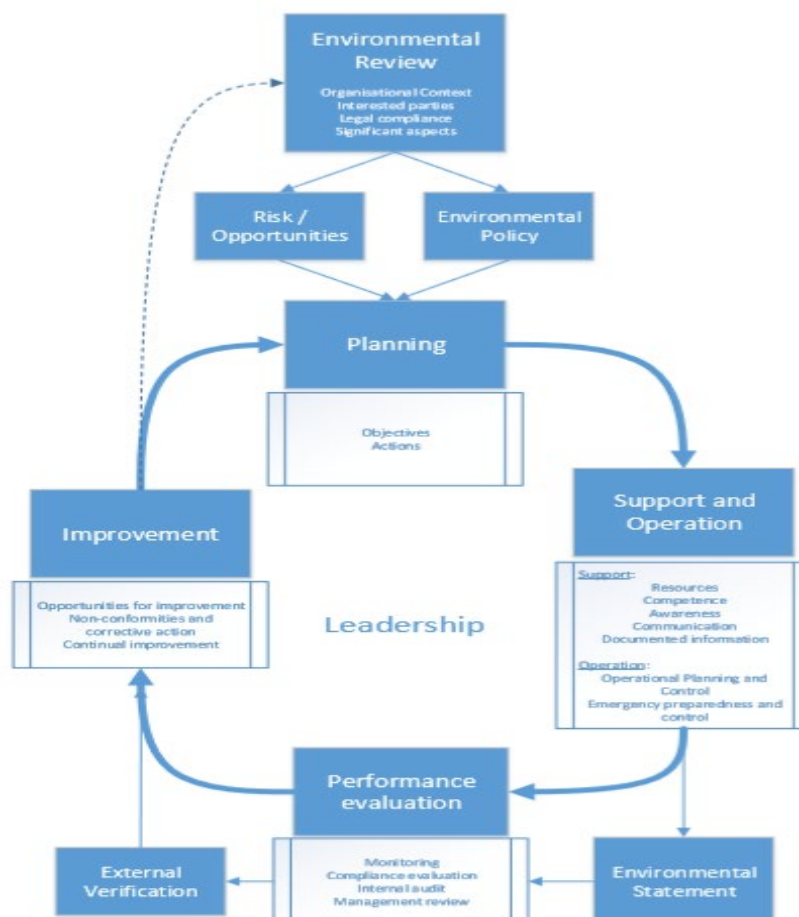 Environmental
Review
Organisational Context
Interested parties
Legal compliance
Significant aspects
Risk /
Opportunities
Environmental
Policy
Planning
Objectives
Actions
Support and
Operation
Support:
Resources
Competence
Awareness
Communication
Documented information
Operation:
Operational Planning and
Control
Emergency preparedness and
control
Improvement
Opportunities for improvement
Non-conformities and
corrective action
Continual improvement
Leadership
Performance
evaluation
Monitoring
Compliance evaluation
Internal audit
Management review
External
Verification
Environmental
Statement